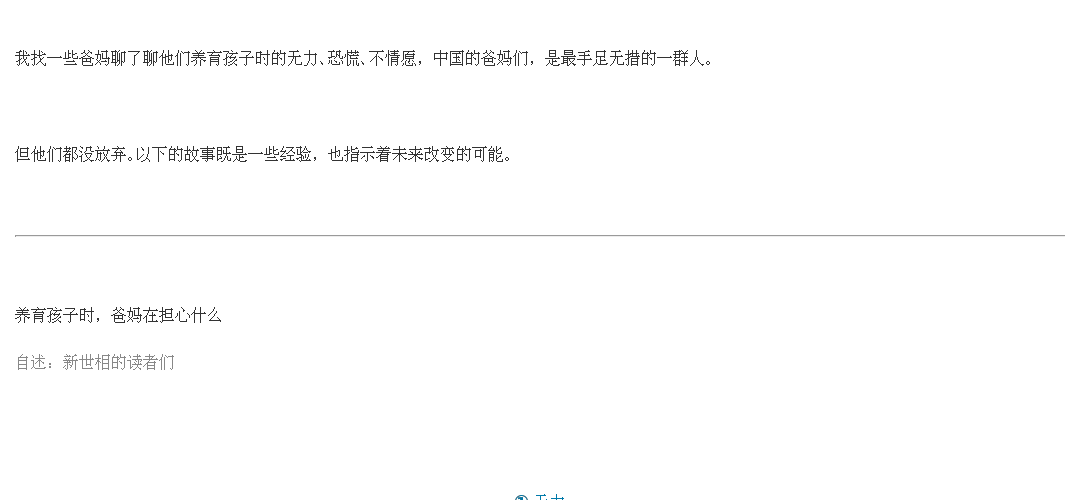 我找一些爸妈聊了聊他们养育孩子时的无力、恐慌、不情愿，中国的爸妈们，是最手足无措的一群人。
但他们都没放弃。以下的故事既是一些经验，也指示着未来改变的可能。
养育孩子时，爸妈在担心什么
自述：新世相的读者们